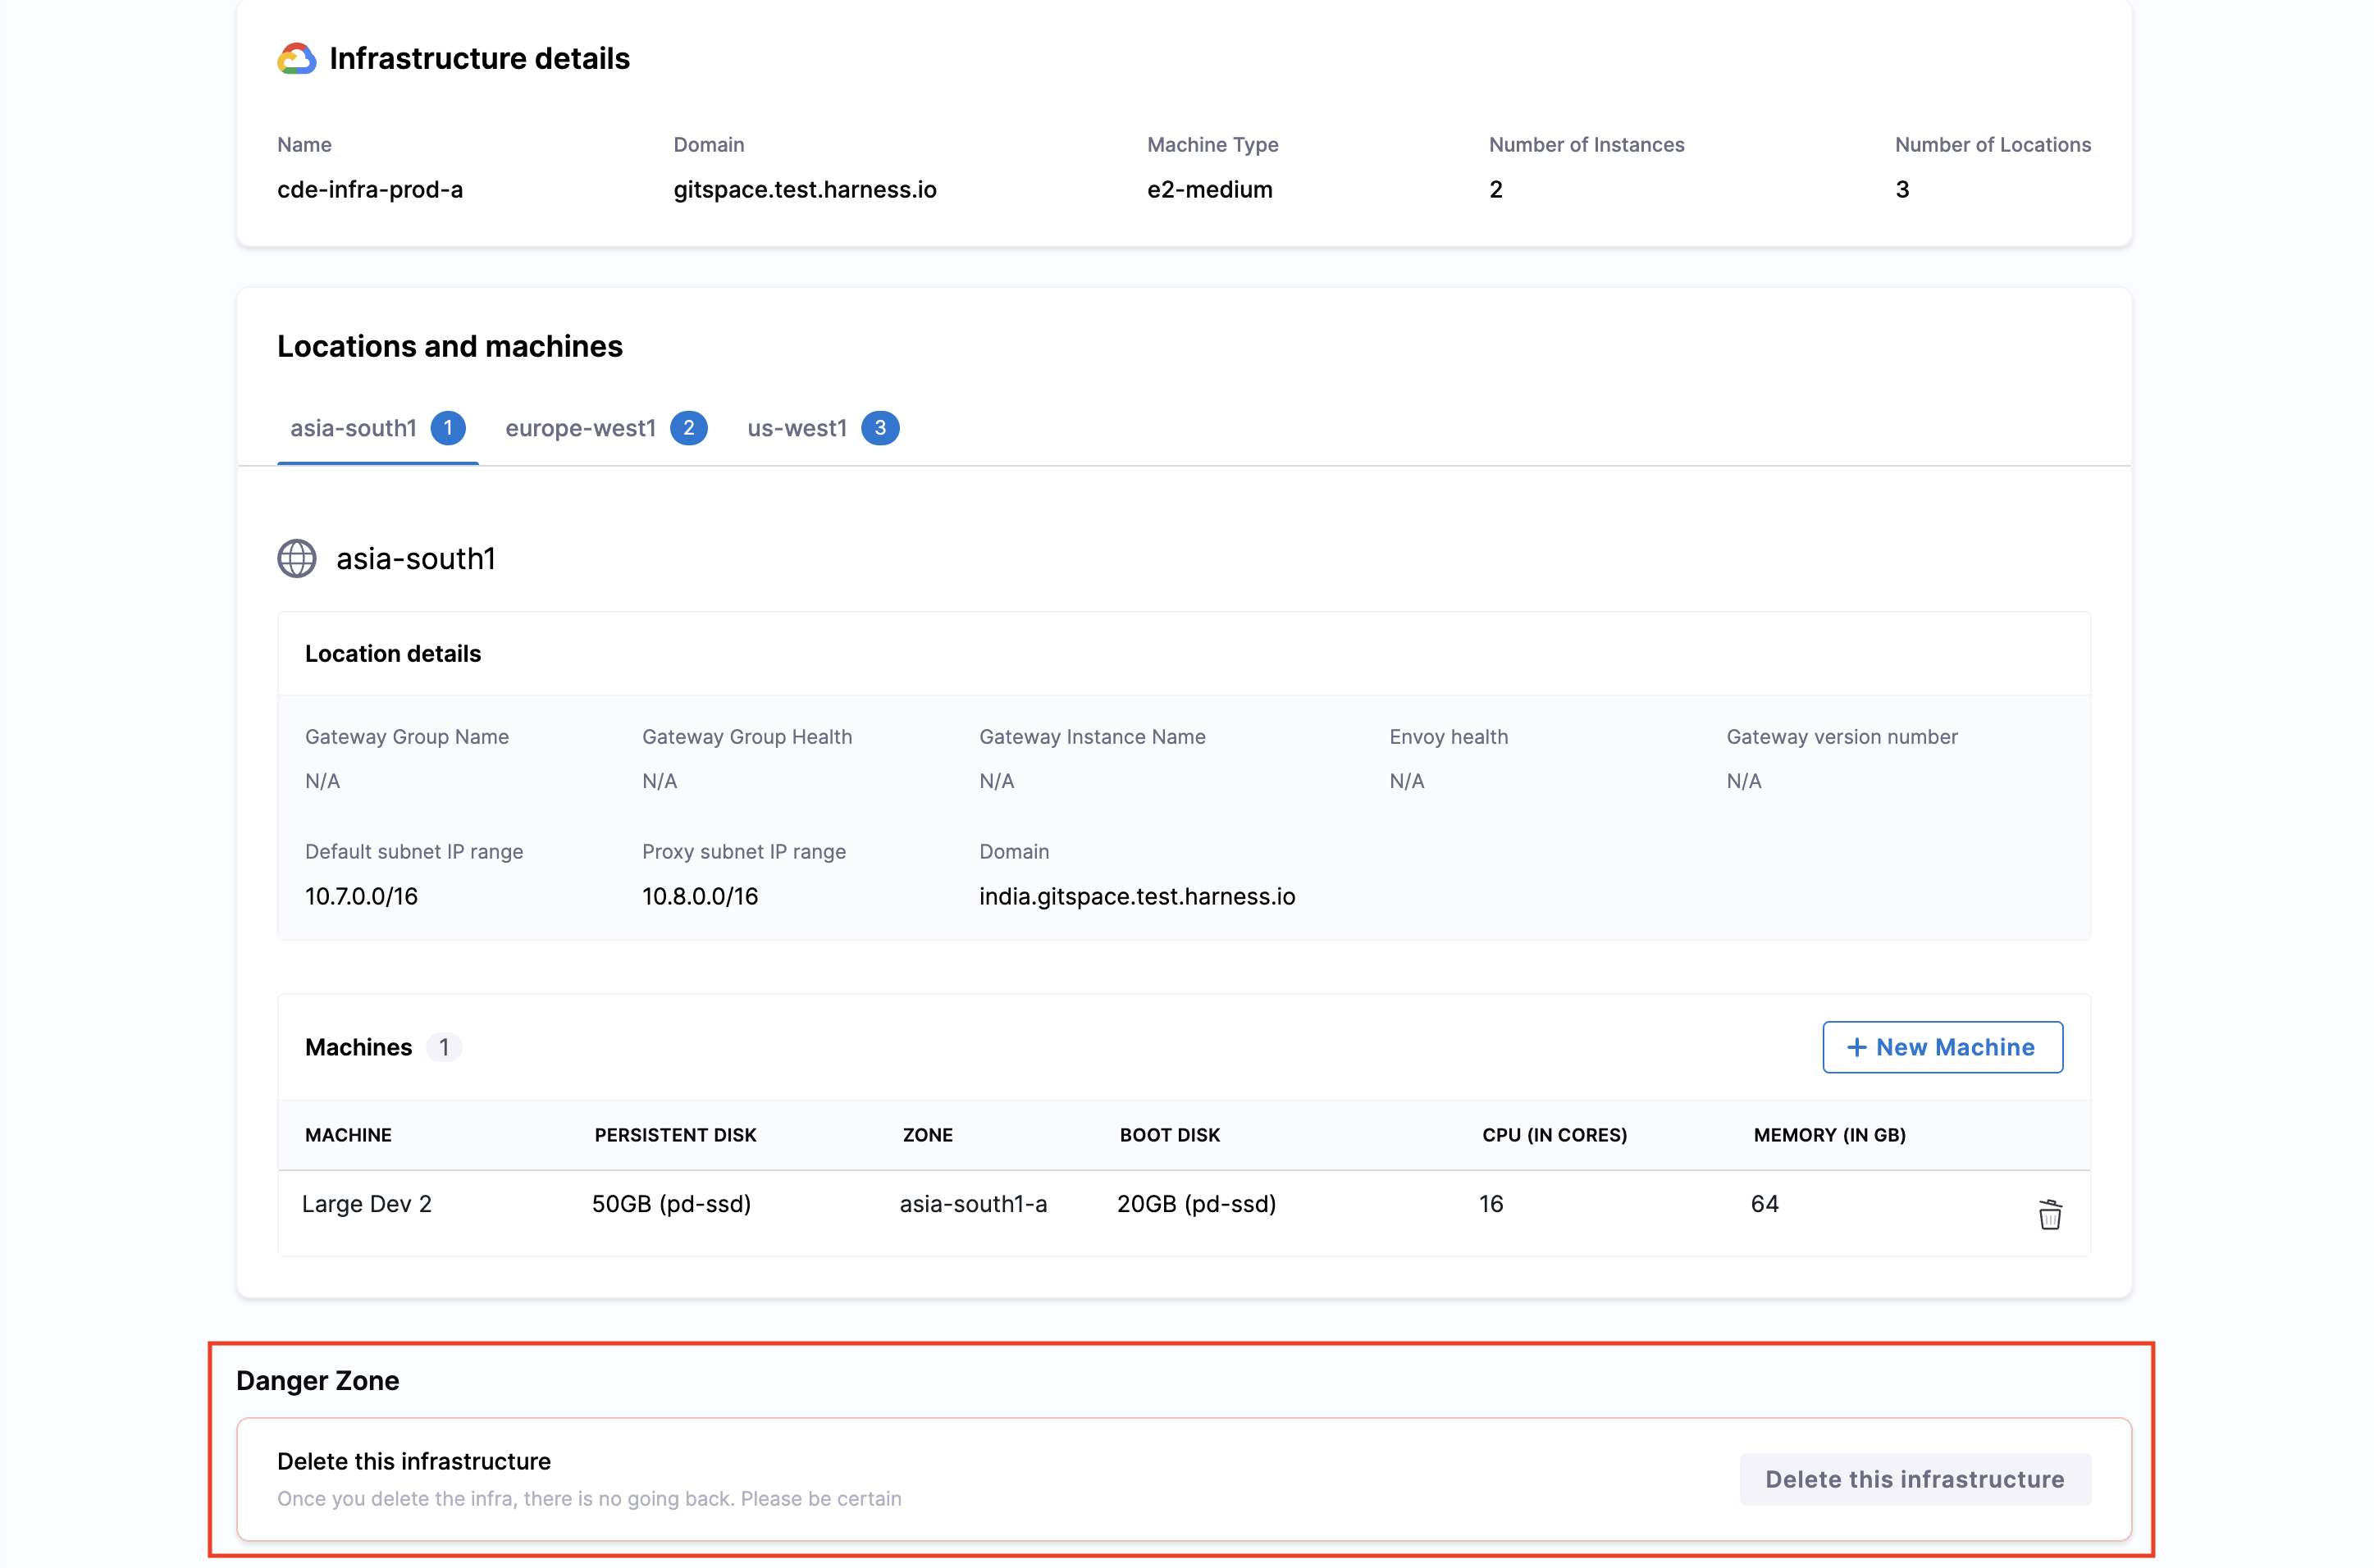 Infrastructure details
Name Domain Machine Type Number of Instances Number of Locations
cde-infra-prod-a gitspace.test.harness.io e2-medium 2 3
Locations and machines
asia-south1 1 europe-west1 2 us-west1 3
asia-south1
Location details
Gateway Group Name Gateway Group Health Gateway Instance Name Envoy health Gateway version number
N/A N/A N/A N/A N/A
Default subnet IP range Proxy subnet IP range Domain
10.7.0.0/16 10.8.0.0/16 india.gitspace.test.harness.io
Machines 1 + New Machine
MACHINE PERSISTENT DISK ZONE BOOT DISK CPU (IN CORES) MEMORY (IN GB)
Large Dev 2 50GB (pd-ssd) asia-south1-a 20GB (pd-ssd) 16 64
Danger Zone
Delete this infrastructure
Once you delete the infra, there is no going back. Please be certain
Delete this infrastructure